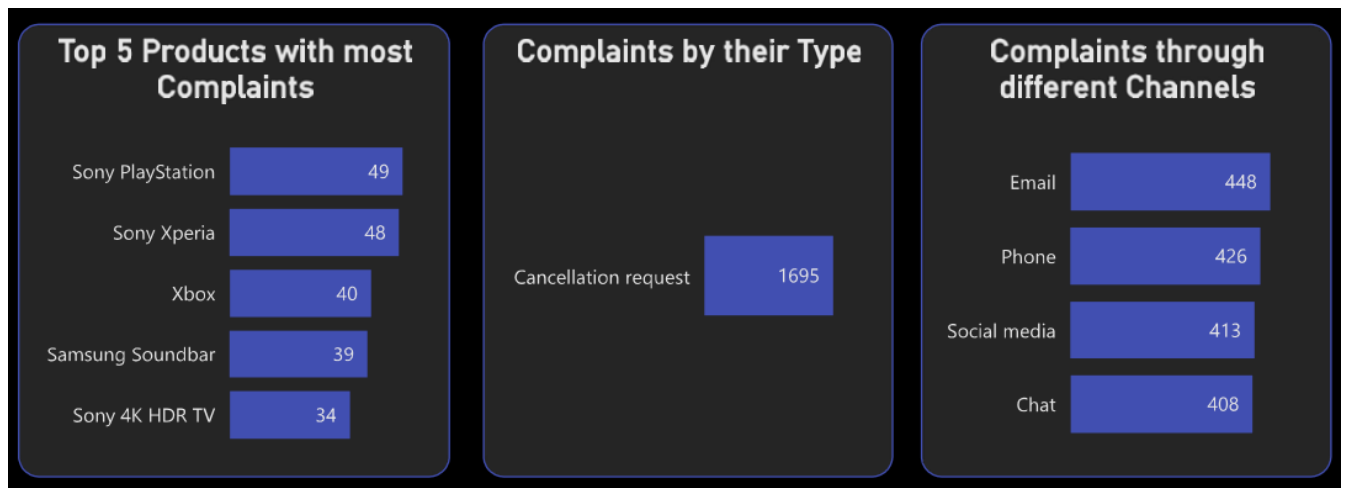 Top 5 Products with most
Complaints
Sony PlayStation 49
Sony Xperia 48
Xbox 40
Samsung Soundbar 39
Sony 4K HDR TV 34
Complaints by their Type
Cancellation request 1695
Complaints through
different Channels
Email 448
Phone 426
Social media 413
Chat 408